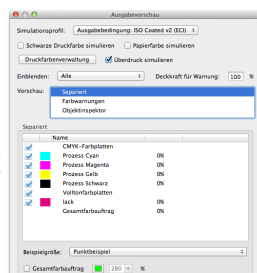 Ausgabevorschau
Simulationsprofil: Ausgabebedingung: ISO Coated v2 (ECI)
Schwarze Druckfarbe simulieren Papierfarbe simulieren
Druckfarbenverwaltung Überdruck simulieren
Einblenden: Alle Deckkraft für Warnung: 100 %
Vorschau: Separiert
Farbwarnungen
Objektinspektor
Separiert
Name
CMYK-Farbplatten
Prozess Cyan 0%
Prozess Magenta 0%
Prozess Gelb 0%
Prozess Schwarz 0%
Volltonfarbplatten
lack 0%
Gesamtfarbauftrag 0%
Beispielgröße: Punktbeispiel
Gesamtfarbauftrag 280 %